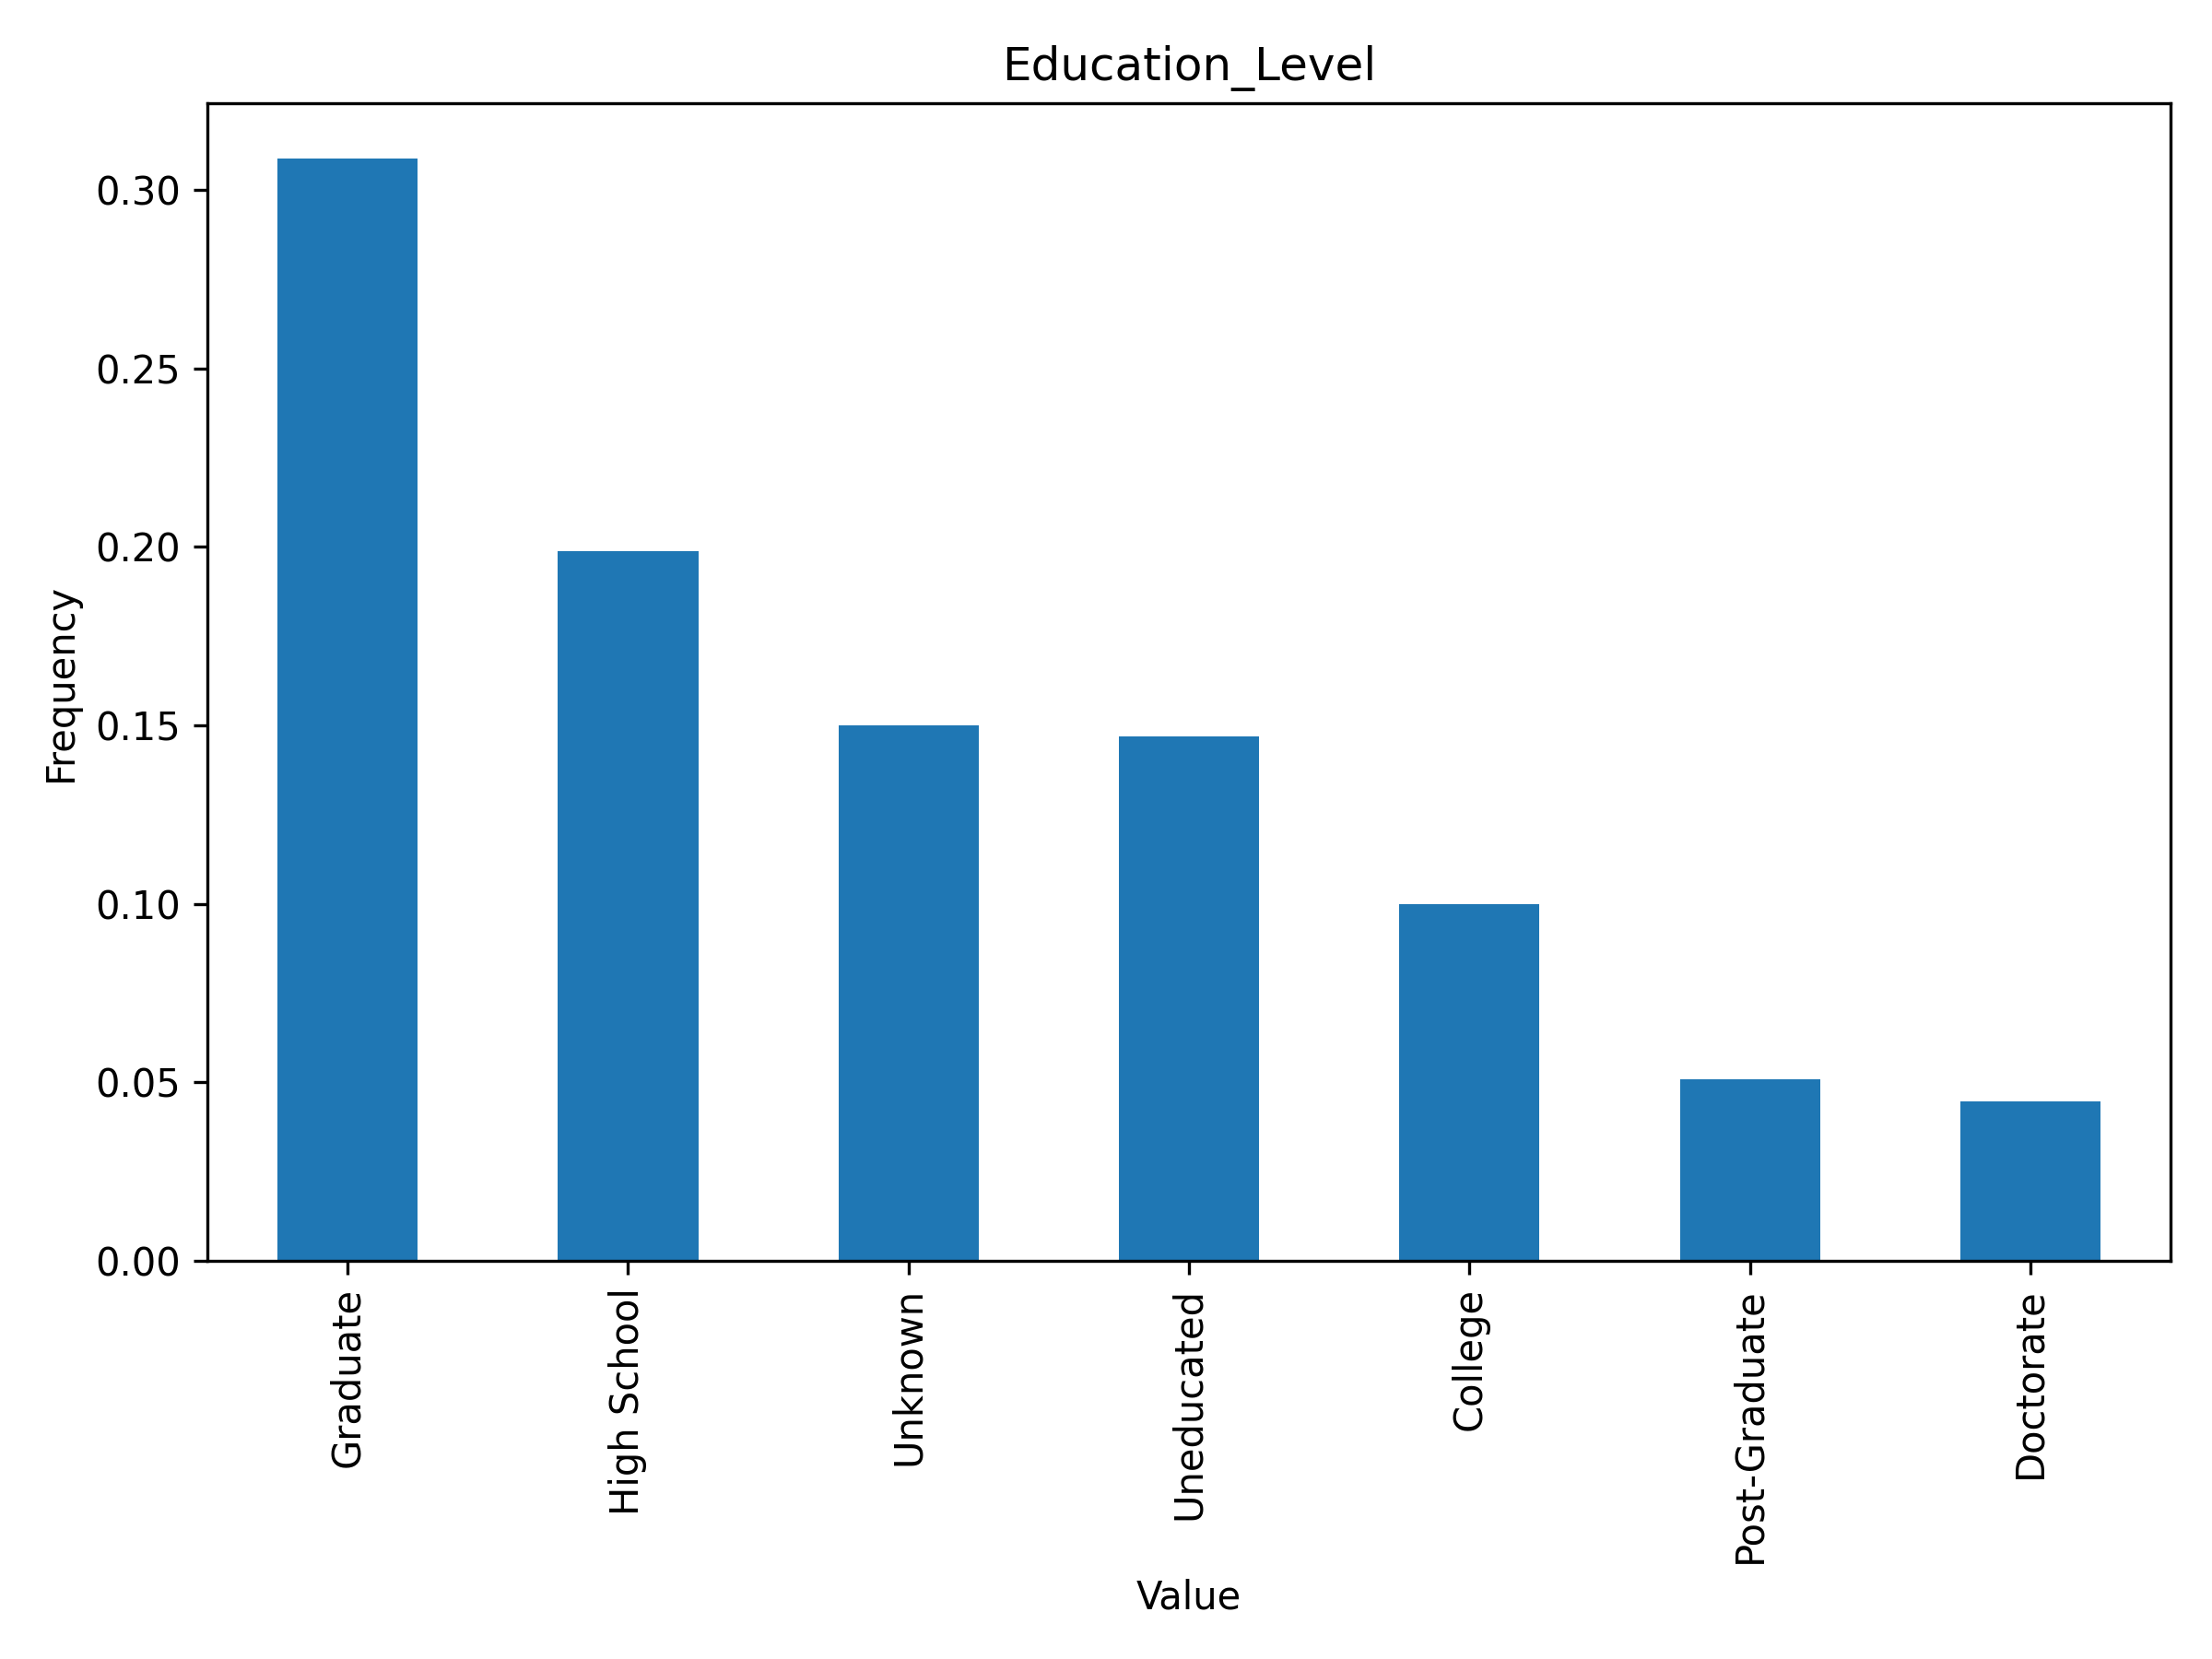 Education_Level
Frequency
0.30
0.25
0.20
0.15
0.10
0.05
0.00
Graduate
High School
Unknown
Uneducated
College
Post-Graduate
Doctorate
Value